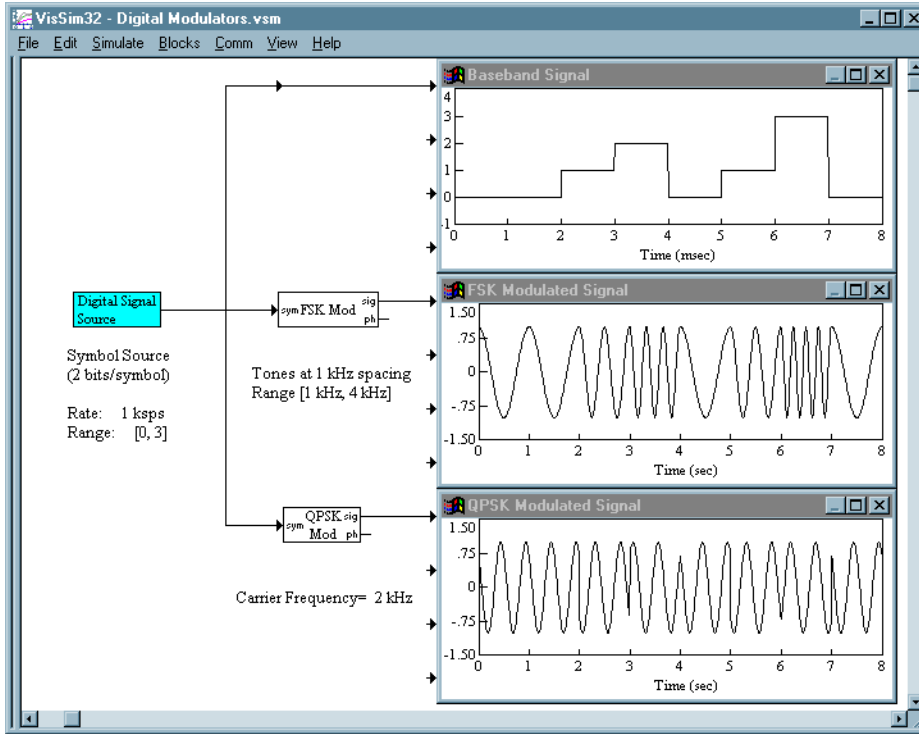 VisSim32 - Digital Modulators.vsm
File Edit Simulate Blocks Comm View Help
Baseband Signal
4
3
2
1
0
-1
0 1 2 3 4 5 6 7 8
Time (msec)
Digital Signal
Source
Symbol Source
(2 bits/symbol)
Rate: 1 ksps
Range: [0, 3]
sym FSK Mod sig
ph
Tones at 1 kHz spacing
Range [1 kHz, 4 kHz]
FSK Modulated Signal
1.50
.75
0
-.75
-1.50
0 1 2 3 4 5 6 7 8
Time (sec)
sym QPSK sig
Mod ph
Carrier Frequency= 2 kHz
QPSK Modulated Signal
1.50
.75
0
-.75
-1.50
0 1 2 3 4 5 6 7 8
Time (sec)